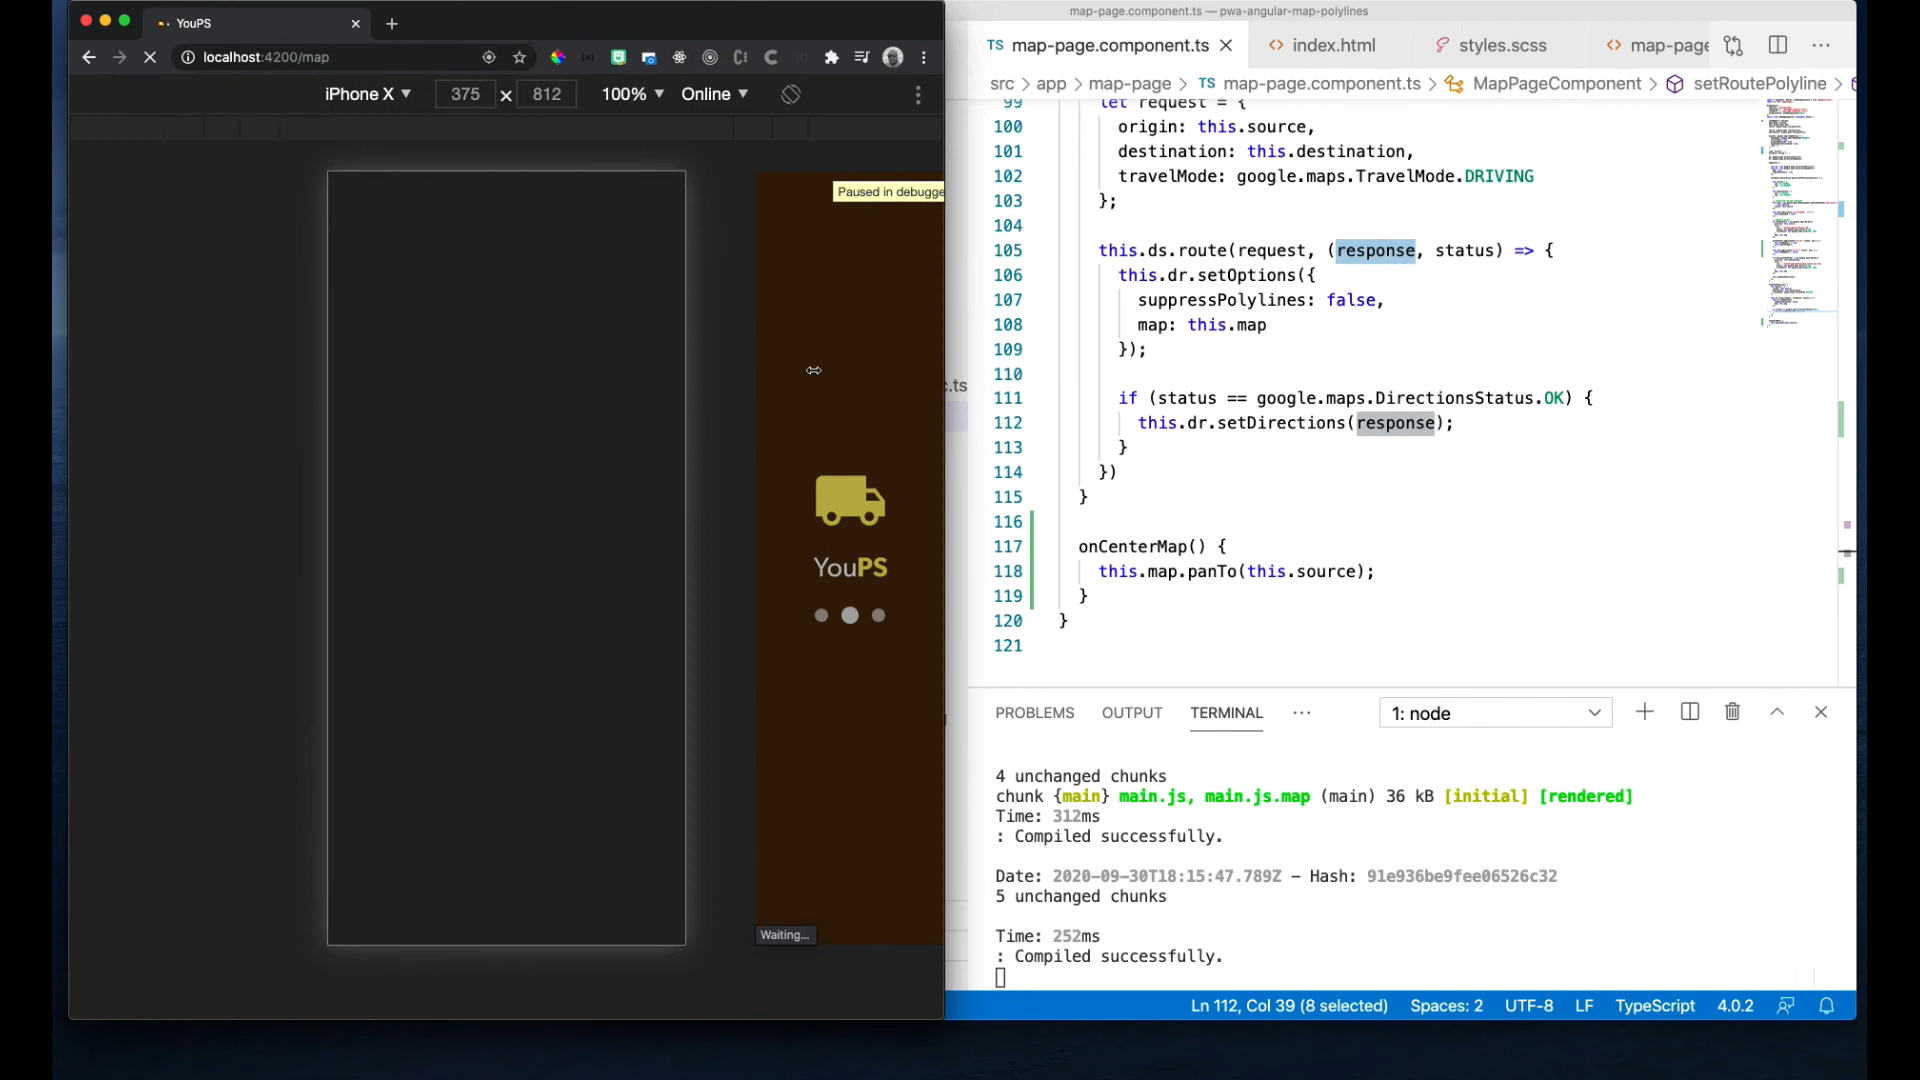 YouPS
localhost:4200/map
iPhone X ▼ 375 × 812 100% ▼ Online ▼
Paused in debugge
YouPS
Waiting...
map-page.component.ts — pwa-angular-map-polylines
TS map-page.component.ts index.html styles.scss <> map-page
src > app > map-page > TS map-page.component.ts > MapPageComponent > setRoutePolyline >
c.ts
99 let request = {
100 origin: this.source,
101 destination: this.destination,
102 travelMode: google.maps.TravelMode.DRIVING
103 };
104
105 this.ds.route(request, (response, status) => {
106 this.dr.setOptions({
107 suppressPolylines: false,
108 map: this.map
109 });
110
111 if (status == google.maps.DirectionsStatus.OK) {
112 this.dr.setDirections(response);
113 }
114 })
115 }
116
117 onCenterMap() {
118 this.map.panTo(this.source);
119 }
120 }
121
PROBLEMS OUTPUT TERMINAL ··· 1: node
4 unchanged chunks
chunk {main} main.js, main.js.map (main) 36 kB [initial] [rendered]
Time: 312ms
: Compiled successfully.
Date: 2020-09-30T18:15:47.789Z - Hash: 91e936be9fee06526c32
5 unchanged chunks
Time: 252ms
: Compiled successfully.
Ln 112, Col 39 (8 selected) Spaces: 2 UTF-8 LF TypeScript 4.0.2